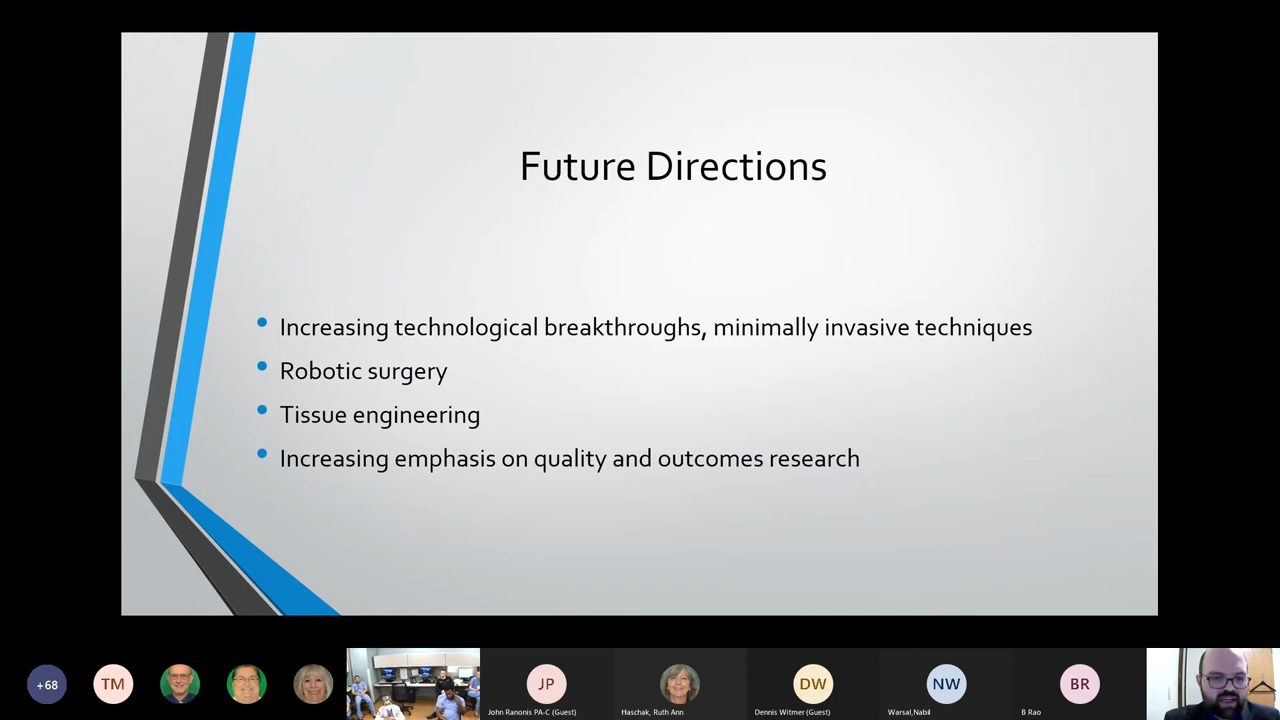 Future Directions
Increasing technological breakthroughs, minimally invasive techniques
Robotic surgery
Tissue engineering
Increasing emphasis on quality and outcomes research
+68
TM
JP
DW
NW
BR
John Ranonis PA-C (Guest)
Haschak, Ruth Ann
Dennis Witmer (Guest)
Warsal,Nabil
B Rao